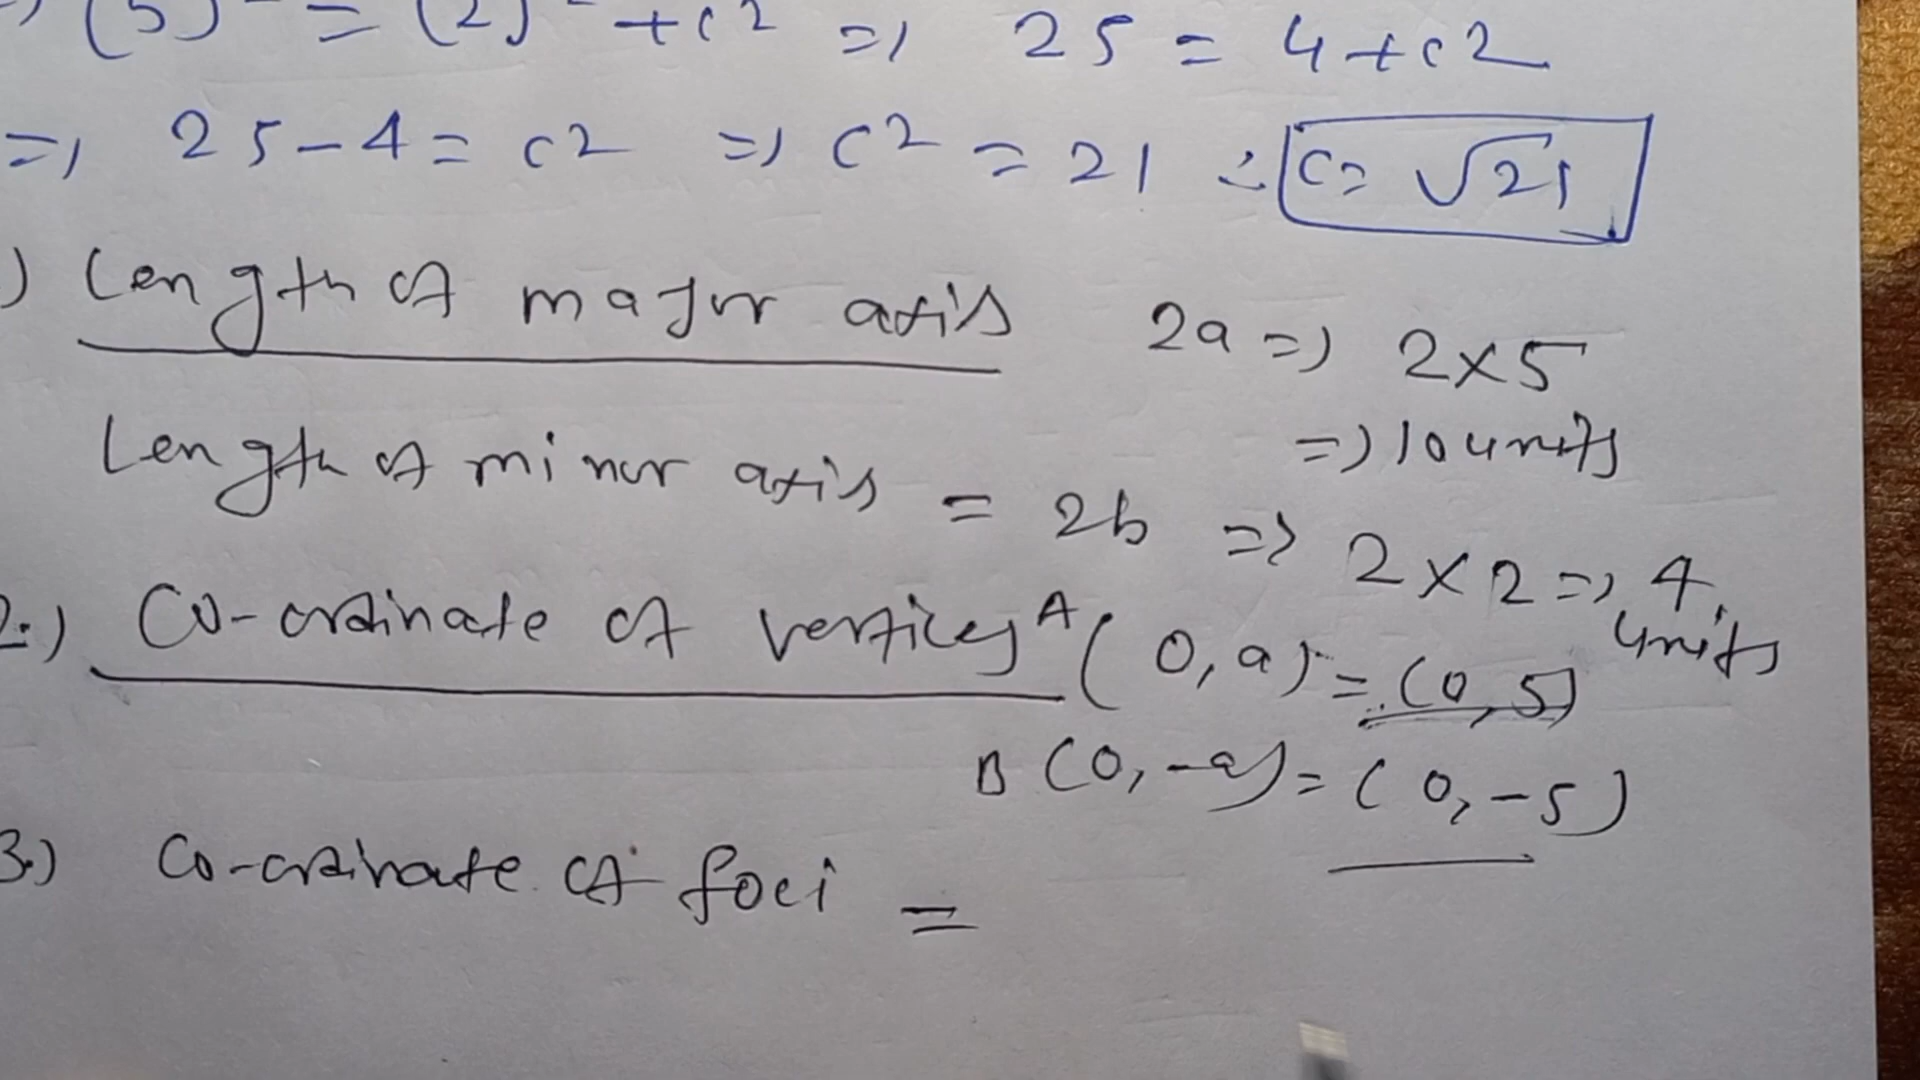 => (5)² = (2)² + c2 => 25 = 4 + c2
=> 25 - 4 = c2 => c2 = 21 ∴ c = √21
) Length of major axis 2a => 2×5
=> 10 units
Length of minor axis = 2b => 2 × 2 => 4 units
2.) Co-ordinate of vertices A (0, a) = (0, 5)
B (0, -a) = (0, -5)
3.) Co-ordinate of foci =